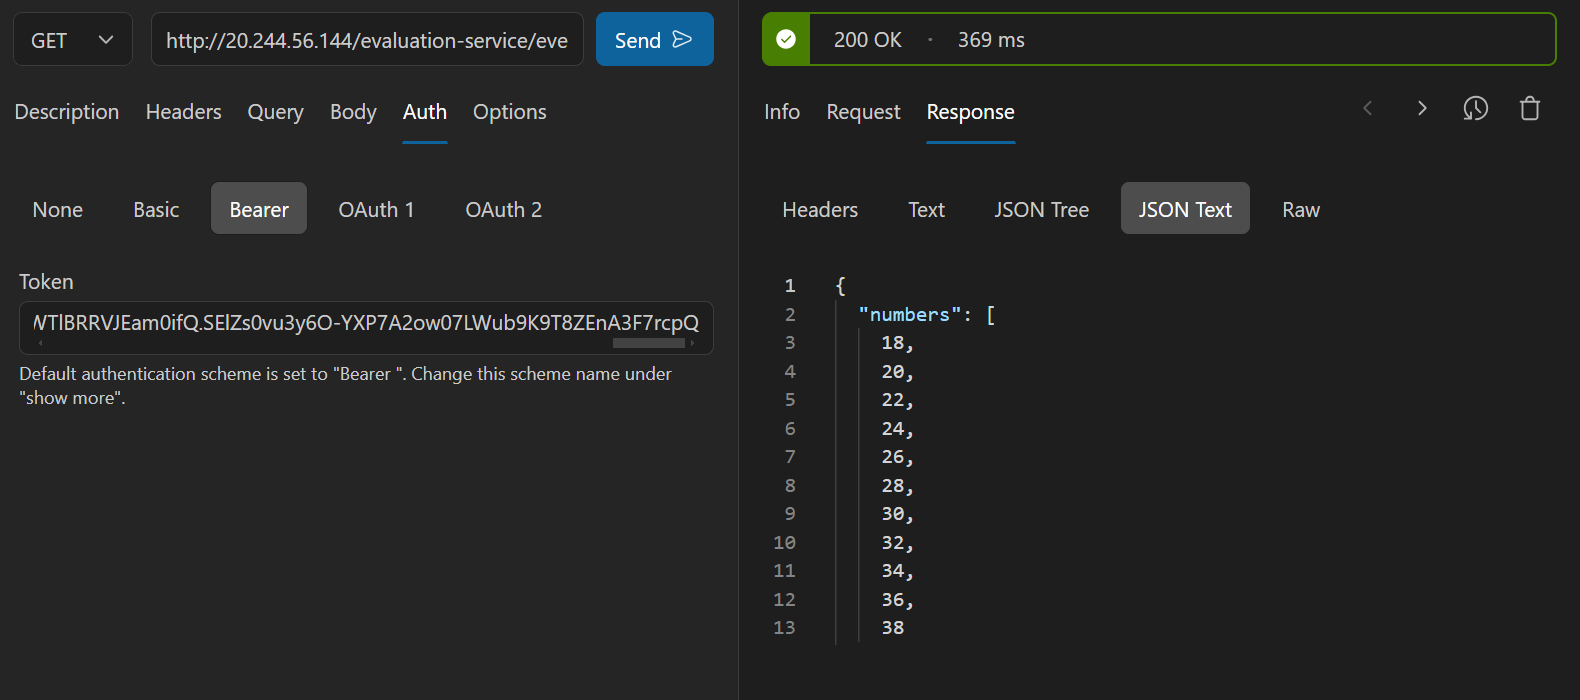 GET
http://20.244.56.144/evaluation-service/eve
Send
Description Headers Query Body Auth Options
None Basic Bearer OAuth 1 OAuth 2
Token
WTlBRRVJEam0ifQ.SElZs0vu3y6O-YXP7A2ow07LWub9K9T8ZEnA3F7rcpQ
Default authentication scheme is set to "Bearer ". Change this scheme name under
"show more".
200 OK · 369 ms
Info Request Response
Headers Text JSON Tree JSON Text Raw
1 {
2 "numbers": [
3 18,
4 20,
5 22,
6 24,
7 26,
8 28,
9 30,
10 32,
11 34,
12 36,
13 38